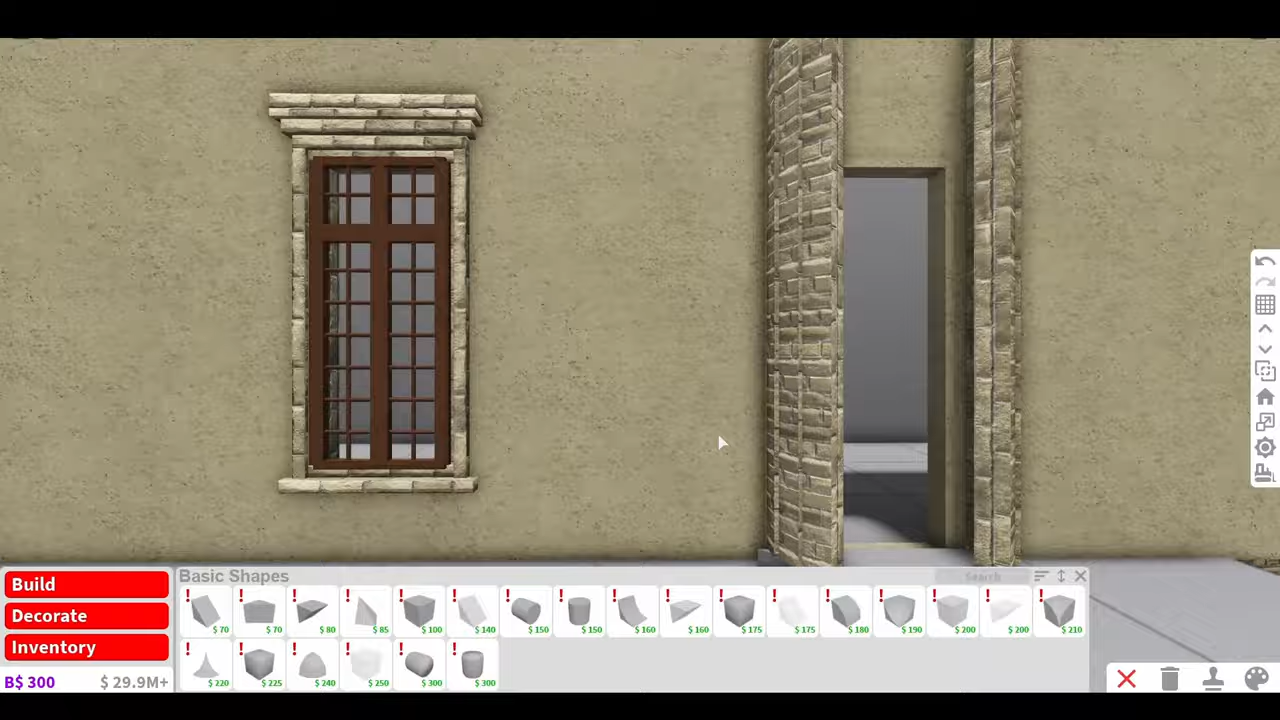 Build
Decorate
Inventory
B$ 300
$ 29.9M+
Basic Shapes
Search
! $ 70
! $ 70
! $ 80
! $ 85
! $ 100
! $ 140
! $ 150
! $ 150
! $ 160
! $ 160
! $ 175
! $ 175
! $ 180
! $ 190
! $ 200
! $ 200
! $ 210
! $ 220
! $ 225
! $ 240
! $ 250
! $ 300
! $ 300